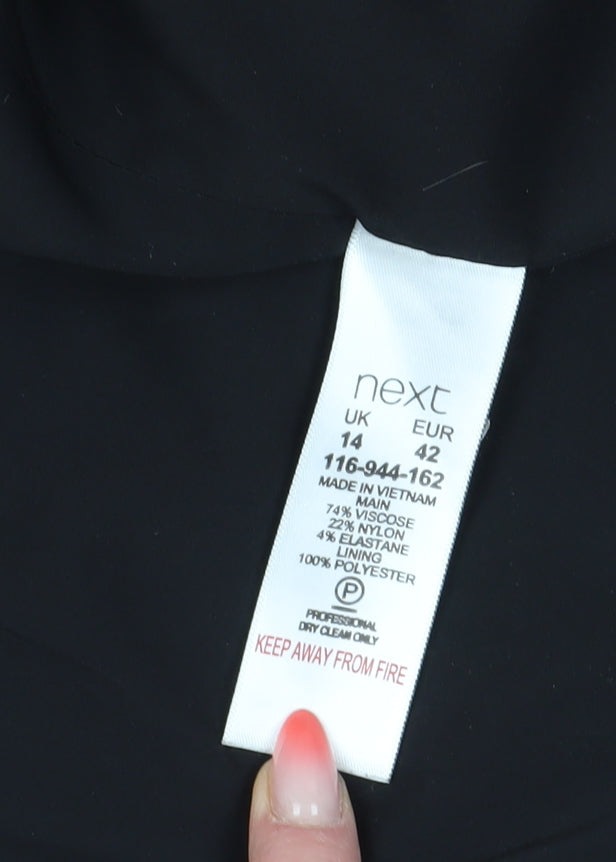 next
UK EUR
14 42
116-944-162
MADE IN VIETNAM
MAIN
74% VISCOSE
22% NYLON
4% ELASTANE
LINING
100% POLYESTER
P
PROFESSIONAL
DRY CLEAN ONLY
KEEP AWAY FROM FIRE